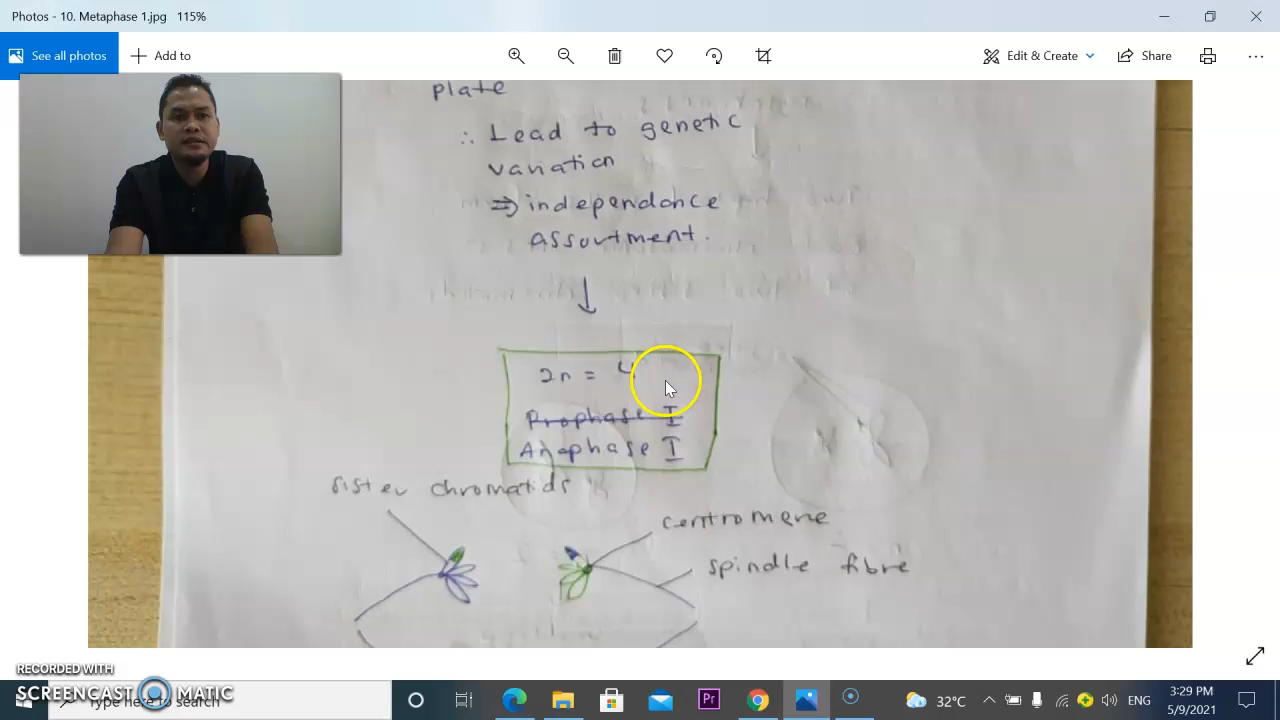 Photos - 10. Metaphase 1.jpg 115%
See all photos
Add to
Edit & Create
Share
plate
∴ Lead to genetic
variation
⇒ independance
Assortment.
2n = 4
Prophase I
Anaphase I
sister chromatids
centromere
spindle fibre
RECORDED WITH
SCREENCAST MATIC
Type here to search
Pr
32°C
ENG
3:29 PM
5/9/2021